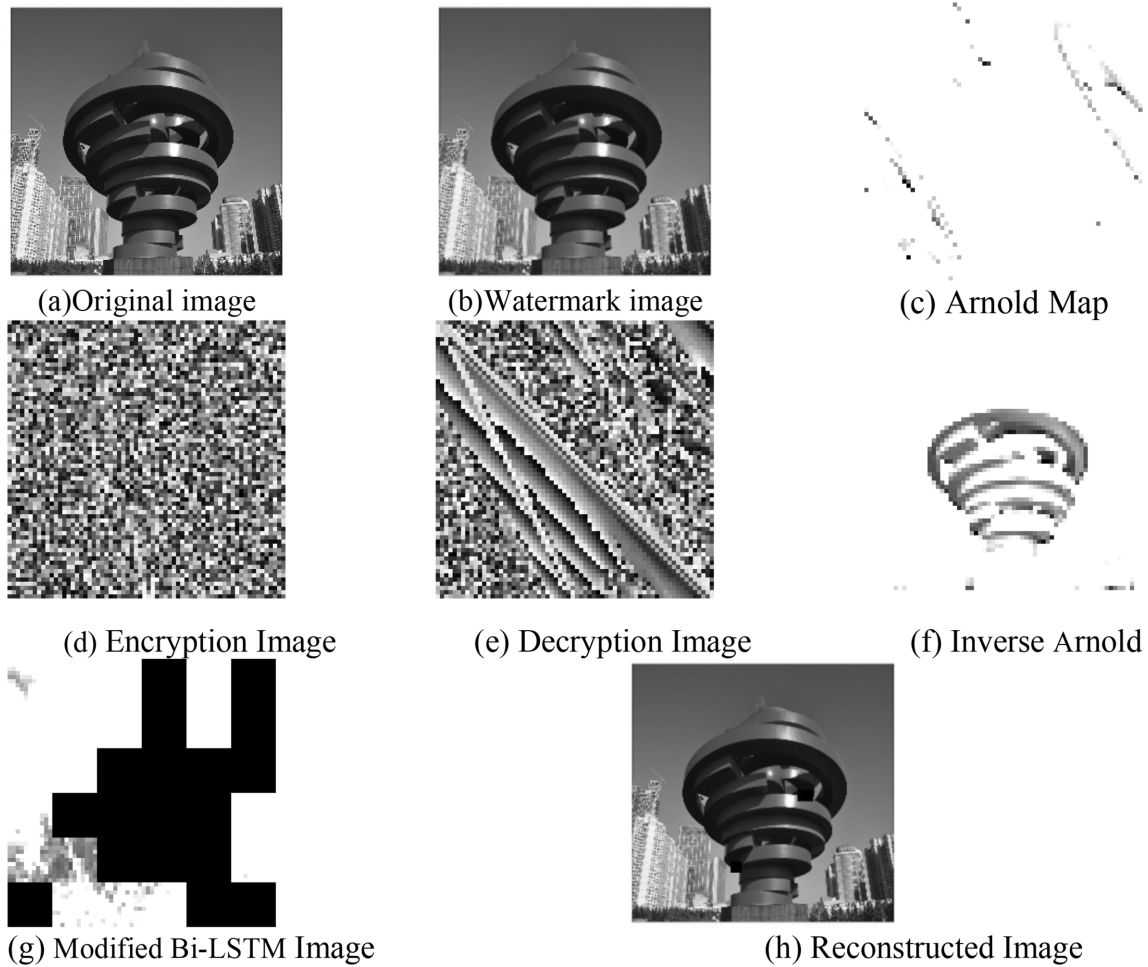 (a)Original image
(b)Watermark image
(c) Arnold Map
(d) Encryption Image
(e) Decryption Image
(f) Inverse Arnold
(g) Modified Bi-LSTM Image
(h) Reconstructed Image